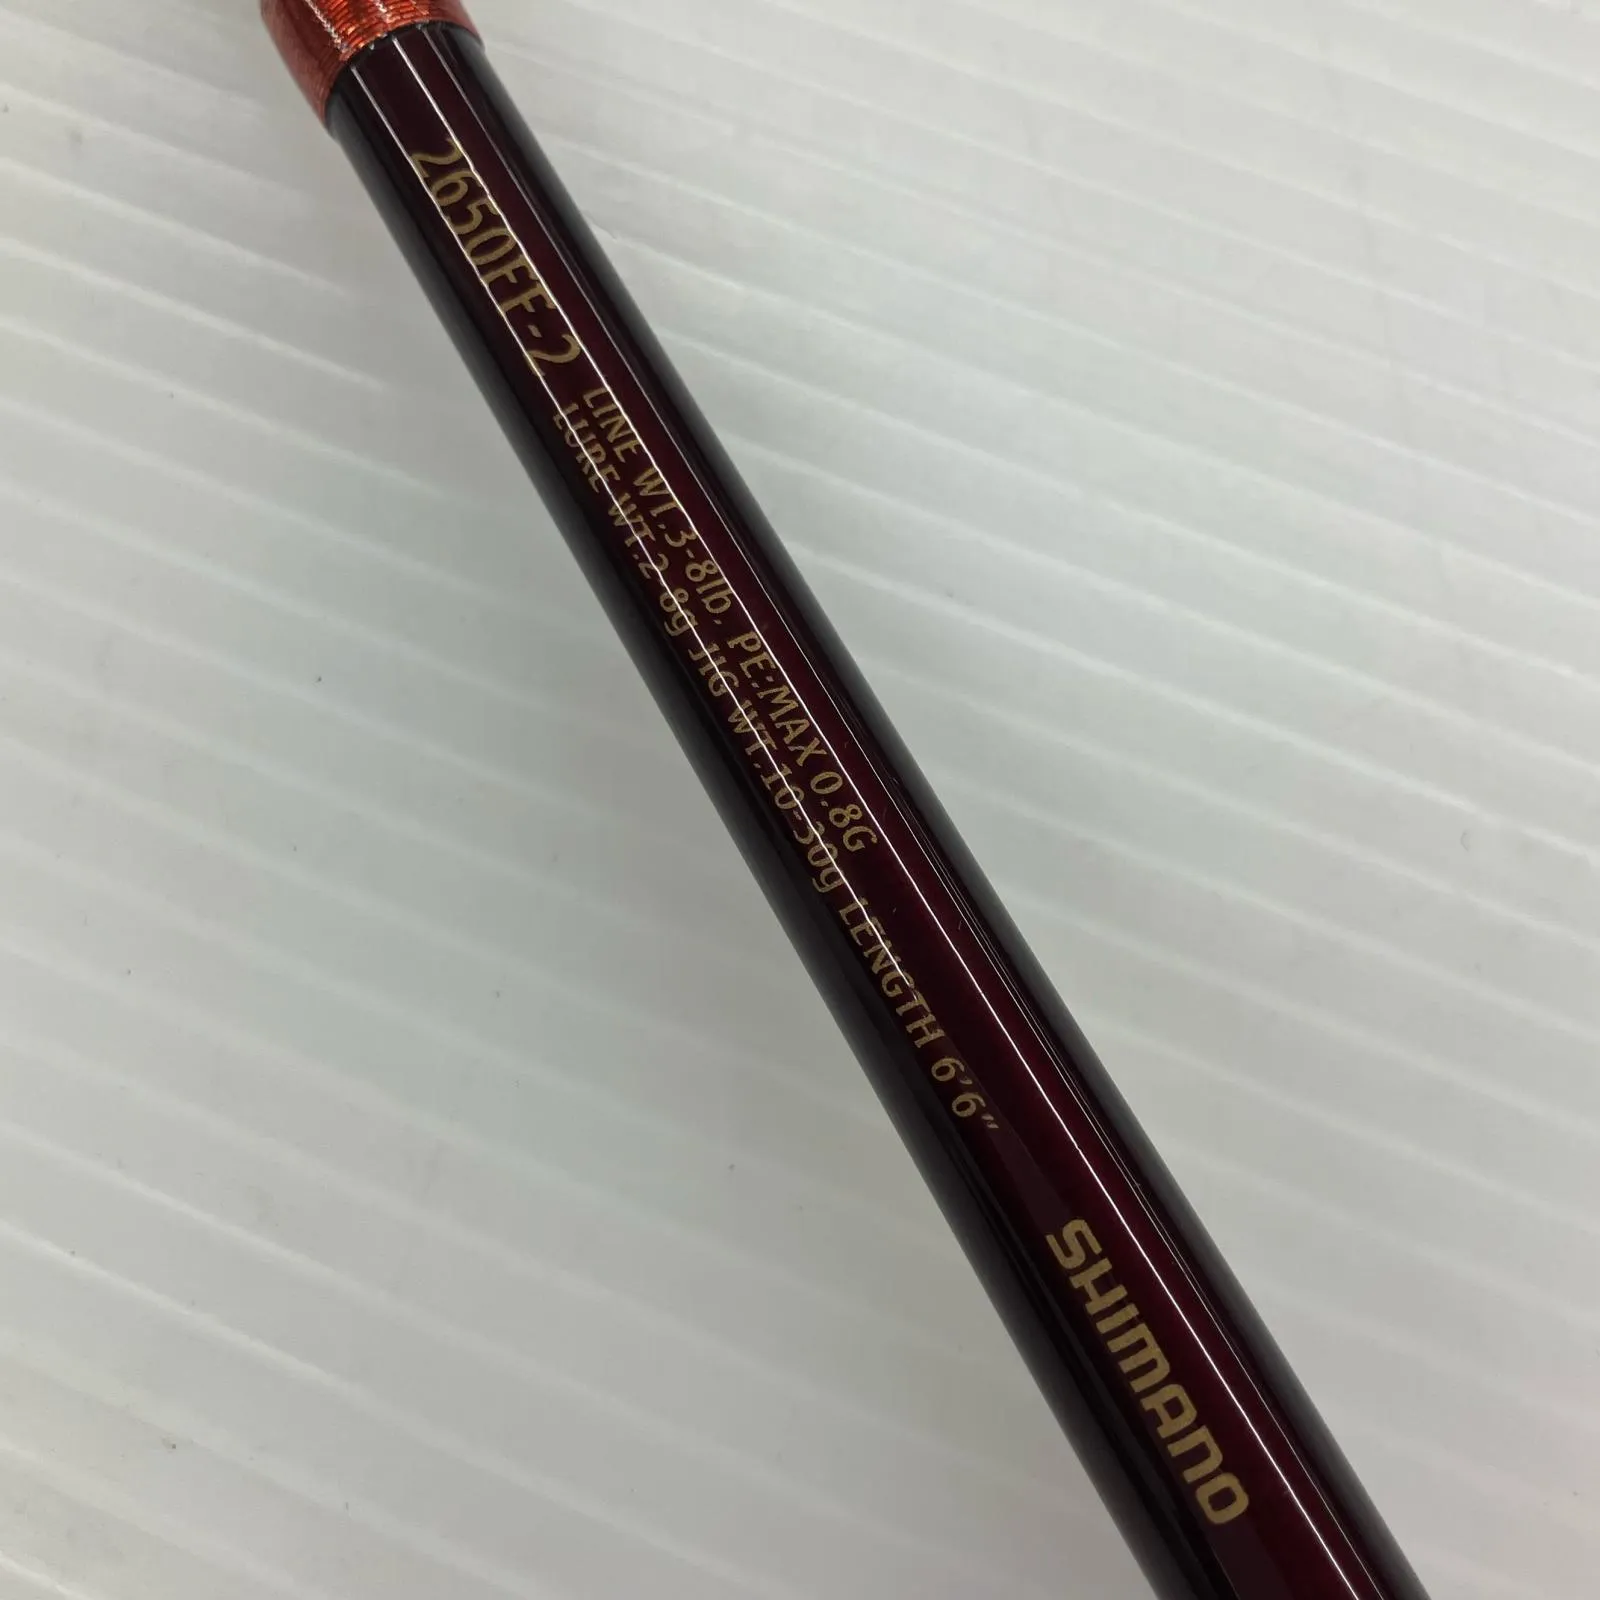 2650FF-2
LINE WT.3-8lb. PE:MAX 0.8G
LURE WT.2-8g JIG WT.10-30g LENGTH 6'6"
SHIMANO